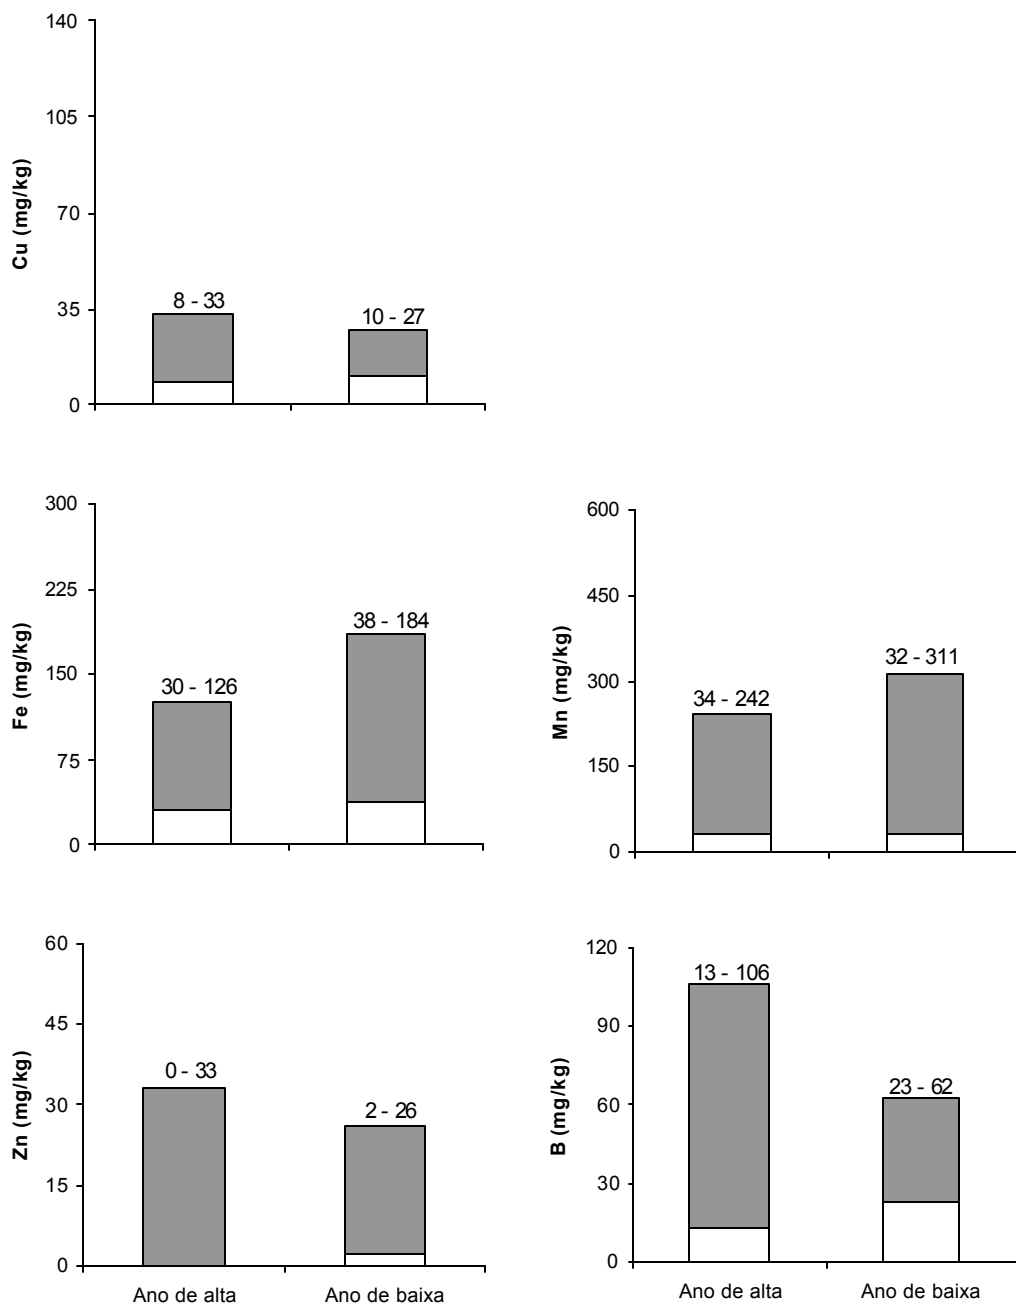 140
105
70
35
0
Cu (mg/kg)
8 - 33
10 - 27
300
225
150
75
0
Fe (mg/kg)
30 - 126
38 - 184
600
450
300
150
0
Mn (mg/kg)
34 - 242
32 - 311
60
45
30
15
0
Zn (mg/kg)
0 - 33
2 - 26
Ano de alta
Ano de baixa
120
90
60
30
0
B (mg/kg)
13 - 106
23 - 62
Ano de alta
Ano de baixa